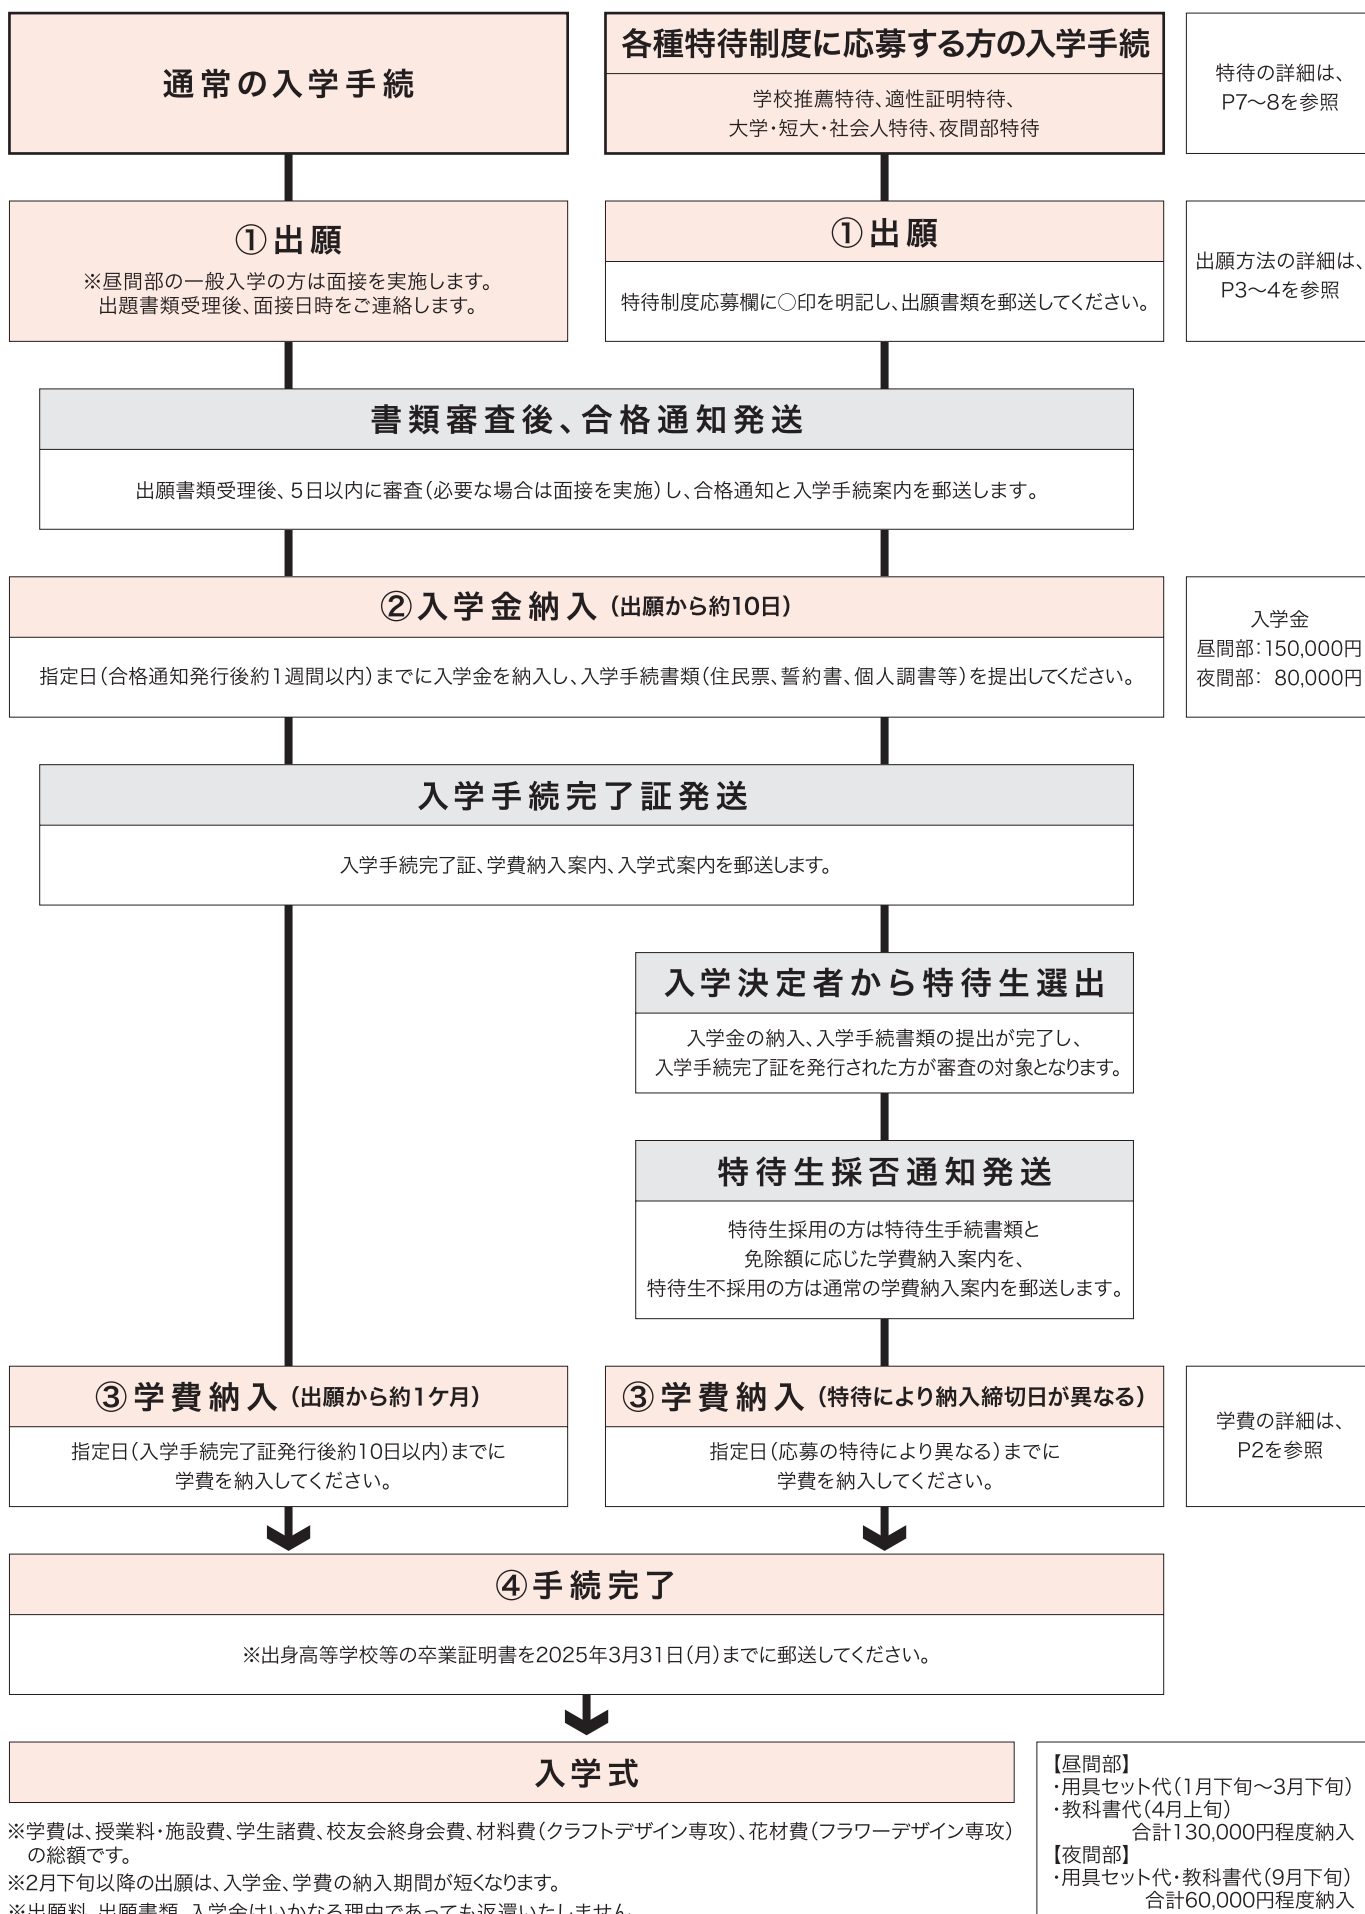 通常の入学手続
各種特待制度に応募する方の入学手続
学校推薦特待、適性証明特待、
大学・短大・社会人特待、夜間部特待
特待の詳細は、
P7～8を参照
①出願
※昼間部の一般入学の方は面接を実施します。
出題書類受理後、面接日時をご連絡します。
①出願
特待制度応募欄に○印を明記し、出願書類を郵送してください。
出願方法の詳細は、
P3～4を参照
書類審査後、合格通知発送
出願書類受理後、5日以内に審査（必要な場合は面接を実施）し、合格通知と入学手続案内を郵送します。
②入学金納入（出願から約10日）
指定日（合格通知発行後約1週間以内）までに入学金を納入し、入学手続書類（住民票、誓約書、個人調書等）を提出してください。
入学金
昼間部：150,000円
夜間部： 80,000円
入学手続完了証発送
入学手続完了証、学費納入案内、入学式案内を郵送します。
入学決定者から特待生選出
入学金の納入、入学手続書類の提出が完了し、
入学手続完了証を発行された方が審査の対象となります。
特待生採否通知発送
特待生採用の方は特待生手続書類と
免除額に応じた学費納入案内を、
特待生不採用の方は通常の学費納入案内を郵送します。
③学費納入（出願から約1ケ月）
指定日（入学手続完了証発行後約10日以内）までに
学費を納入してください。
③学費納入（特待により納入締切日が異なる）
指定日（応募の特待により異なる）までに
学費を納入してください。
学費の詳細は、
P2を参照
④手続完了
※出身高等学校等の卒業証明書を2025年3月31日（月）までに郵送してください。
入学式
※学費は、授業料・施設費、学生諸費、校友会終身会費、材料費（クラフトデザイン専攻）、花材費（フラワーデザイン専攻）
の総額です。
※2月下旬以降の出願は、入学金、学費の納入期間が短くなります。
※出願料、出願書類、入学金はいかなる理由であっても返還いたしません。
【昼間部】
・用具セット代（1月下旬～3月下旬）
・教科書代（4月上旬）
合計130,000円程度納入
【夜間部】
・用具セット代・教科書代（9月下旬）
合計60,000円程度納入